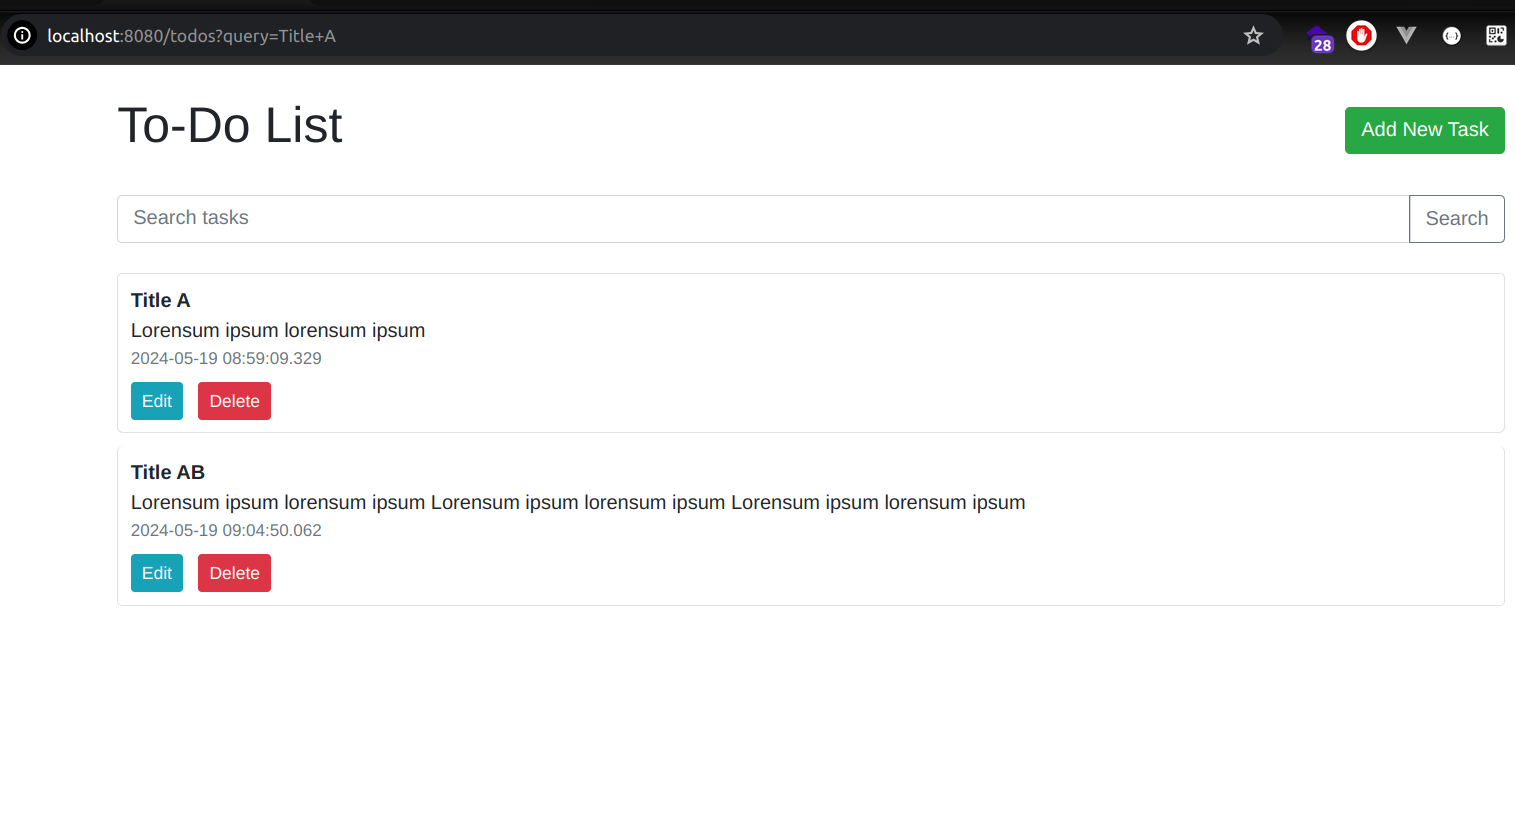 localhost:8080/todos?query=Title+A
28
To-Do List
Add New Task
Search tasks
Search
Title A
Lorensum ipsum lorensum ipsum
2024-05-19 08:59:09.329
Edit Delete
Title AB
Lorensum ipsum lorensum ipsum Lorensum ipsum lorensum ipsum Lorensum ipsum lorensum ipsum
2024-05-19 09:04:50.062
Edit Delete